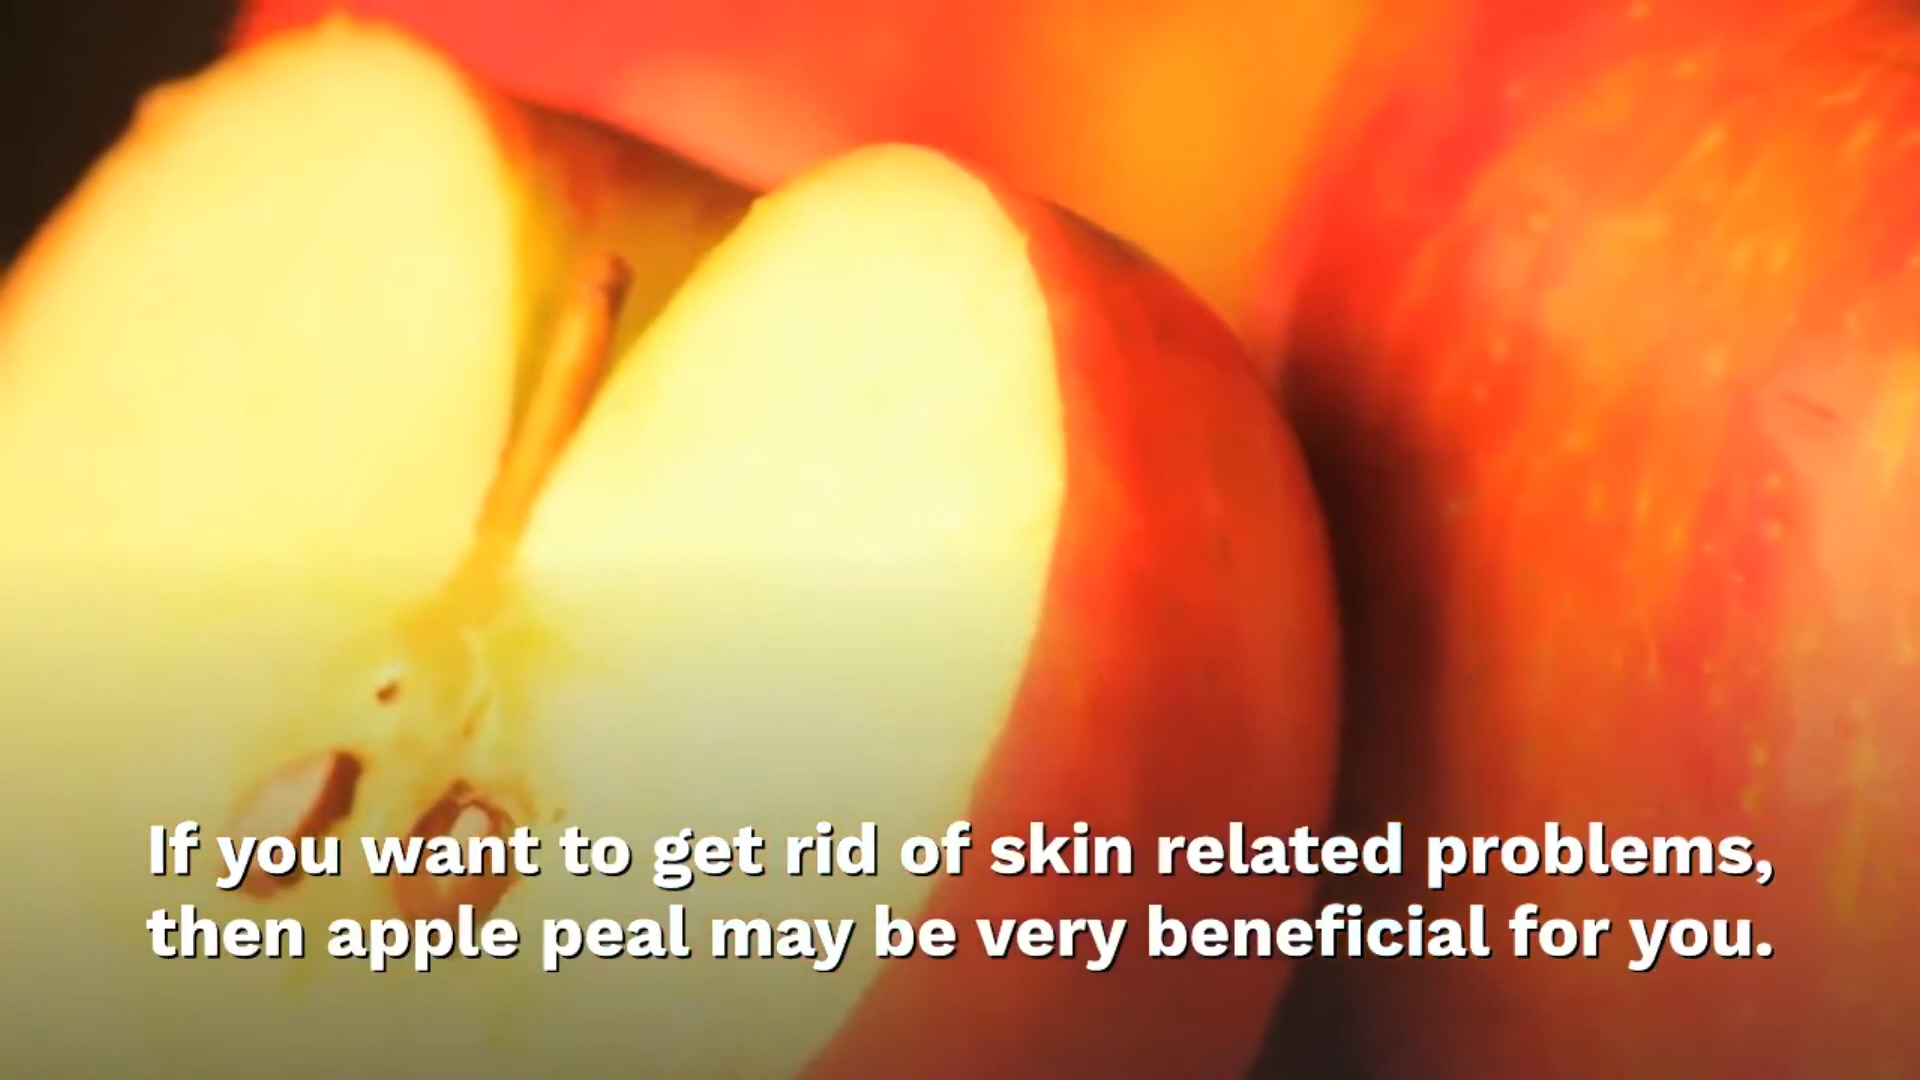 If you want to get rid of skin related problems,
then apple peal may be very beneficial for you.